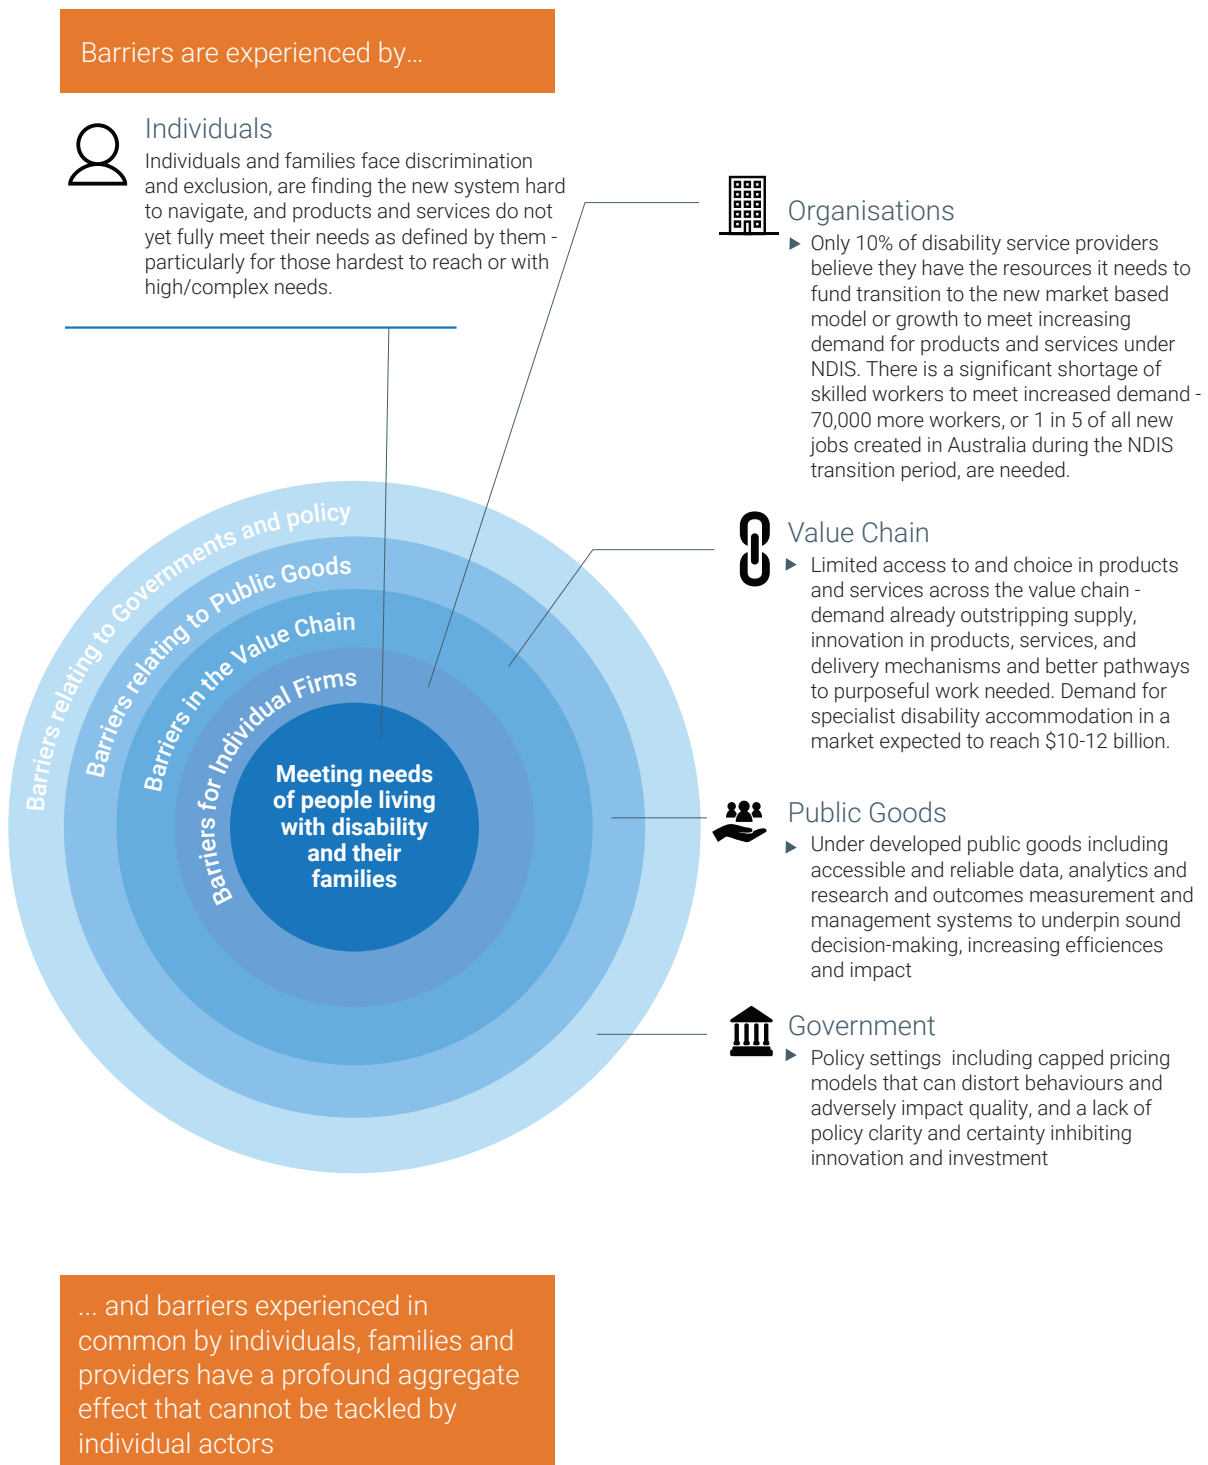 Barriers are experienced by...
Individuals
Individuals and families face discrimination
and exclusion, are finding the new system hard
to navigate, and products and services do not
yet fully meet their needs as defined by them -
particularly for those hardest to reach or with
high/complex needs.
Organisations
Only 10% of disability service providers
believe they have the resources it needs to
fund transition to the new market based
model or growth to meet increasing
demand for products and services under
NDIS. There is a significant shortage of
skilled workers to meet increased demand -
70,000 more workers, or 1 in 5 of all new
jobs created in Australia during the NDIS
transition period, are needed.
Value Chain
Limited access to and choice in products
and services across the value chain -
demand already outstripping supply,
innovation in products, services, and
delivery mechanisms and better pathways
to purposeful work needed. Demand for
specialist disability accommodation in a
market expected to reach $10-12 billion.
Public Goods
Under developed public goods including
accessible and reliable data, analytics and
research and outcomes measurement and
management systems to underpin sound
decision-making, increasing efficiences
and impact
Government
Policy settings  including capped pricing
models that can distort behaviours and
adversely impact quality, and a lack of
policy clarity and certainty inhibiting
innovation and investment
Barriers relating to Governments and policy
Barriers relating to Public Goods
Barriers in the Value Chain
Barriers for Individual Firms
Meeting needs
of people living
with disability
and their
families
... and barriers experienced in
common by individuals, families and
providers have a profound aggregate
effect that cannot be tackled by
individual actors